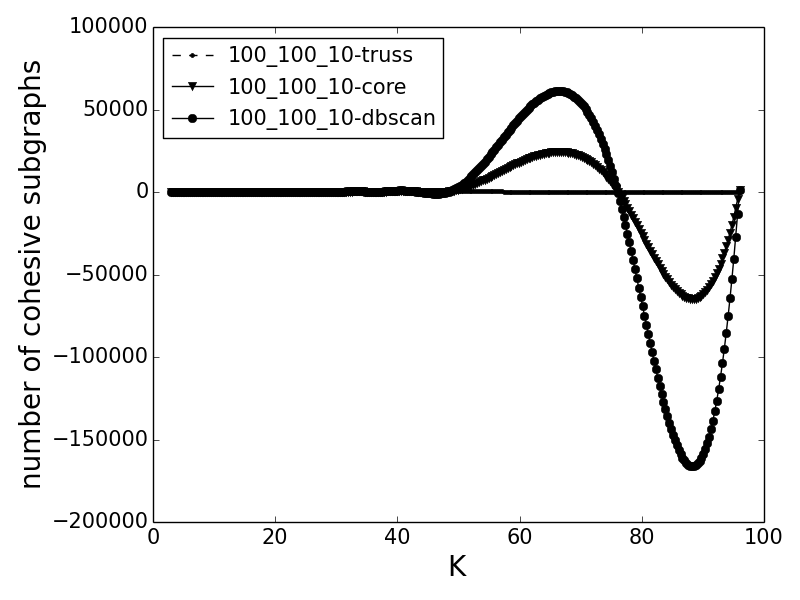 100000
50000
0
−50000
−100000
−150000
−200000
number of cohesive subgraphs
100_100_10-truss
100_100_10-core
100_100_10-dbscan
0 20 40 60 80 100
K